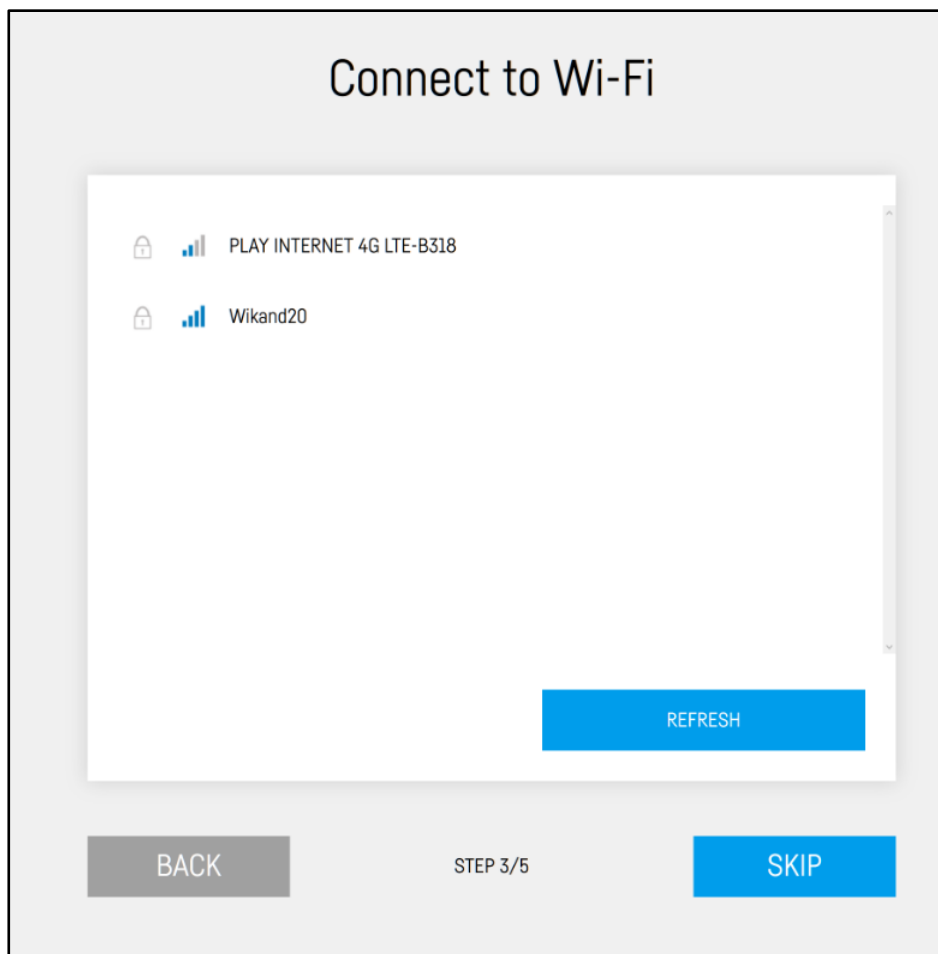 Connect to Wi-Fi
PLAY INTERNET 4G LTE-B318
Wikand20
REFRESH
BACK
STEP 3/5
SKIP